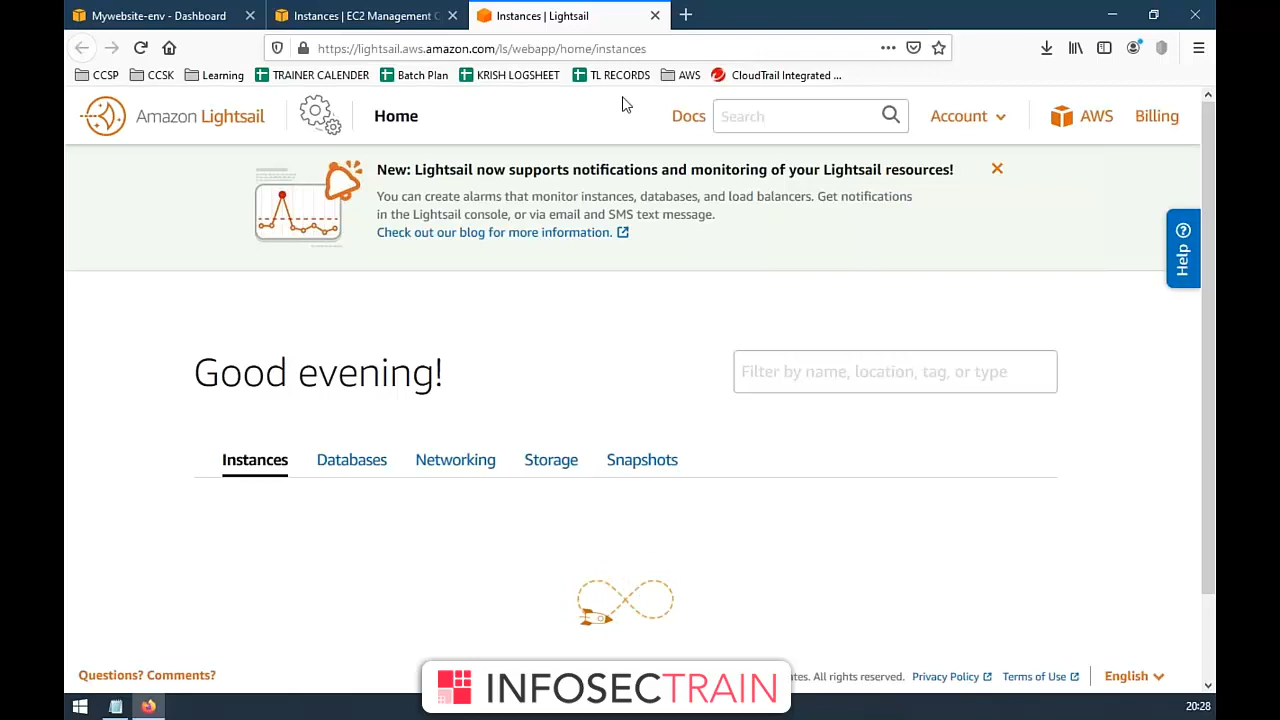 Mywebsite-env - Dashboard
Instances | EC2 Management C
Instances | Lightsail
https://lightsail.aws.amazon.com/ls/webapp/home/instances
CCSP
CCSK
Learning
TRAINER CALENDER
Batch Plan
KRISH LOGSHEET
TL RECORDS
AWS
CloudTrail Integrated ...
Amazon Lightsail
Home
Docs
Search
Account
AWS
Billing
New: Lightsail now supports notifications and monitoring of your Lightsail resources!
You can create alarms that monitor instances, databases, and load balancers. Get notifications
in the Lightsail console, or via email and SMS text message.
Check out our blog for more information.
Help
Good evening!
Filter by name, location, tag, or type
Instances
Databases
Networking
Storage
Snapshots
Questions? Comments?
INFOSECTRAIN
tes. All rights reserved.
Privacy Policy
Terms of Use
English
20:28